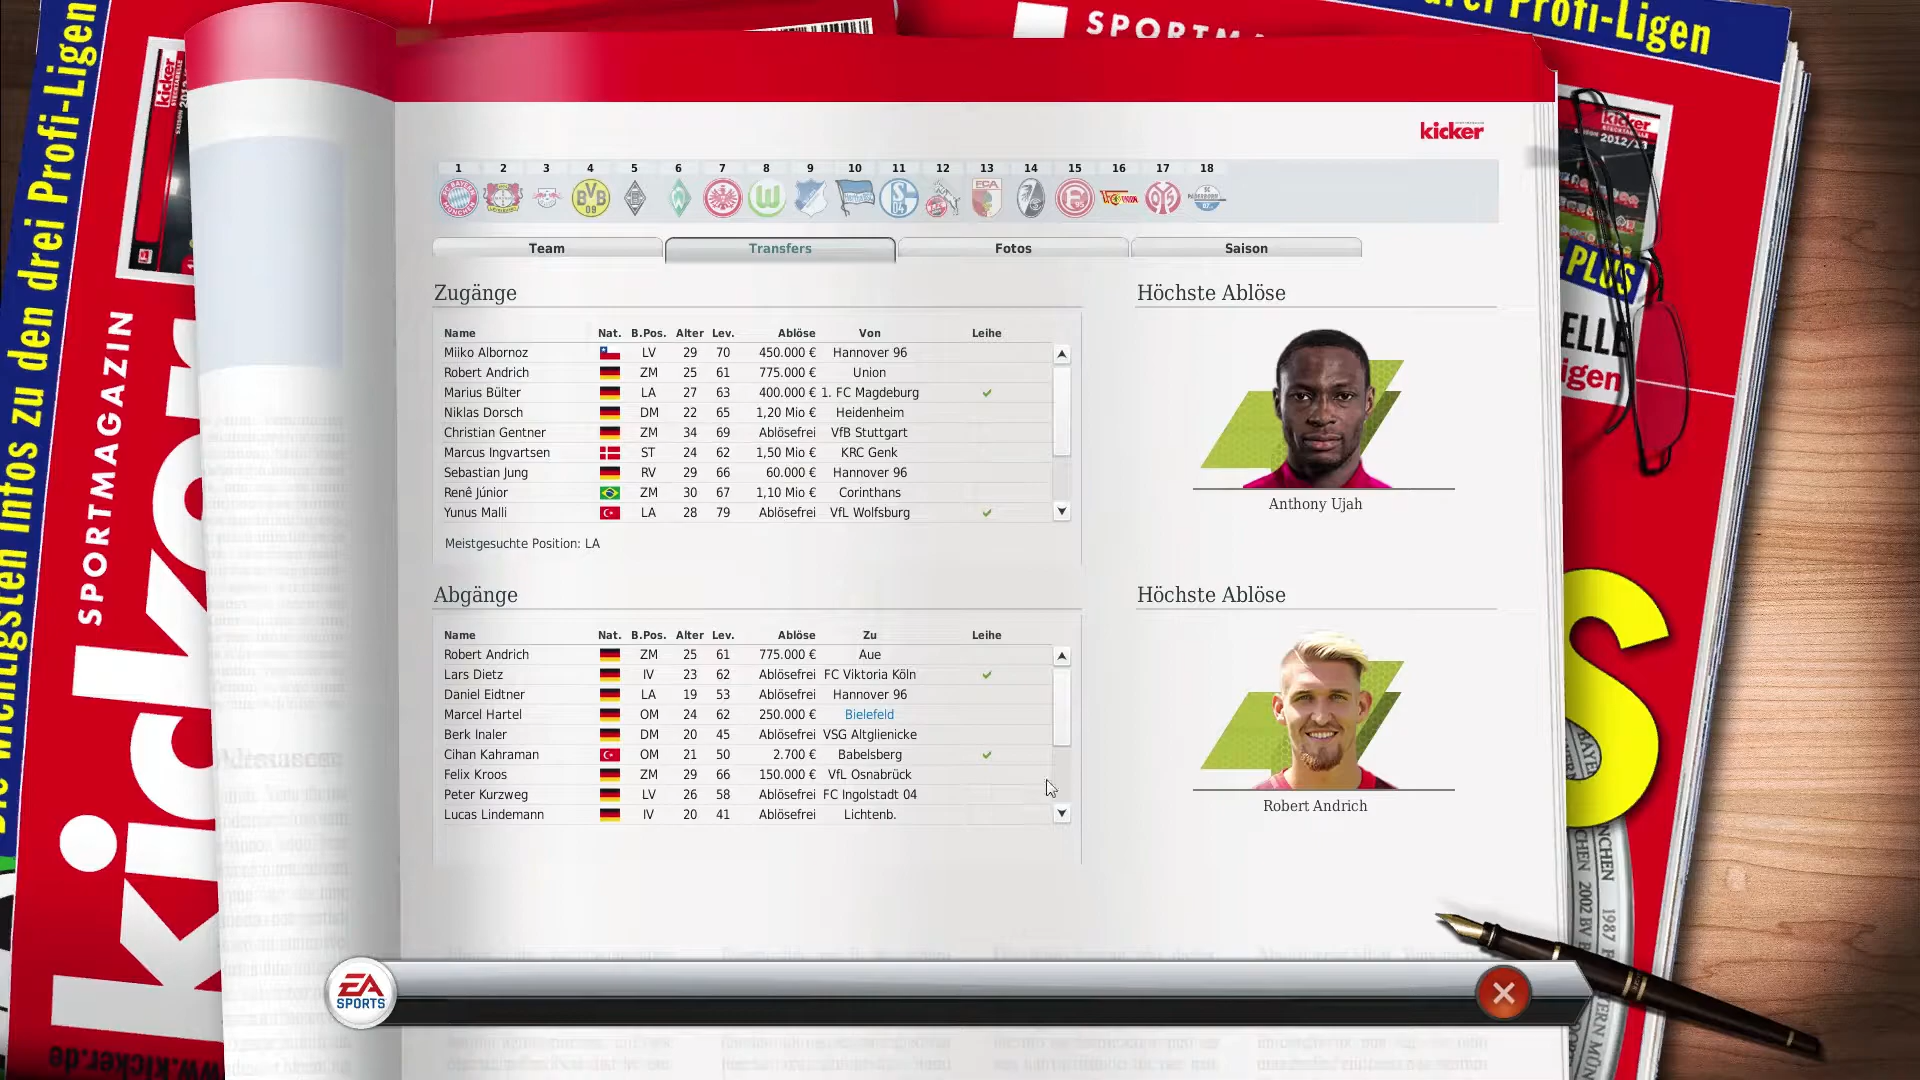 drei Profi-Ligen
SPORTMA
Die wichtigsten Infos zu den drei Profi-Ligen
kicker
SPORTMAGAZIN
kicker
www.kicker.de
kicker
2012/13
PLUS
kicker
1 2 3 4 5 6 7 8 9 10 11 12 13 14 15 16 17 18
Team Transfers Fotos Saison
Zugänge
Name Nat. B.Pos. Alter Lev. Ablöse Von Leihe
Miiko Albornoz LV 29 70 450.000 € Hannover 96
Robert Andrich ZM 25 61 775.000 € Union
Marius Bülter LA 27 63 400.000 € 1. FC Magdeburg
Niklas Dorsch DM 22 65 1,20 Mio € Heidenheim
Christian Gentner ZM 34 69 Ablösefrei VfB Stuttgart
Marcus Ingvartsen ST 24 62 1,50 Mio € KRC Genk
Sebastian Jung RV 29 66 60.000 € Hannover 96
Renê Júnior ZM 30 67 1,10 Mio € Corinthans
Yunus Malli LA 28 79 Ablösefrei VfL Wolfsburg
Meistgesuchte Position: LA
Höchste Ablöse
Anthony Ujah
Abgänge
Name Nat. B.Pos. Alter Lev. Ablöse Zu Leihe
Robert Andrich ZM 25 61 775.000 € Aue
Lars Dietz IV 23 62 Ablösefrei FC Viktoria Köln
Daniel Eidtner LA 19 53 Ablösefrei Hannover 96
Marcel Hartel OM 24 62 250.000 € Bielefeld
Berk Inaler DM 20 45 Ablösefrei VSG Altglienicke
Cihan Kahraman OM 21 50 2.700 € Babelsberg
Felix Kroos ZM 29 66 150.000 € VfL Osnabrück
Peter Kurzweg LV 26 58 Ablösefrei FC Ingolstadt 04
Lucas Lindemann IV 20 41 Ablösefrei Lichtenb.
Höchste Ablöse
Robert Andrich
EA
SPORTS